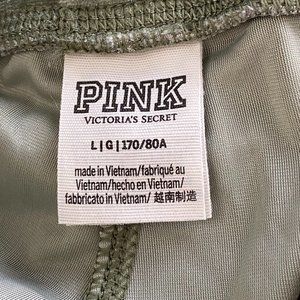 PINK
VICTORIA'S SECRET
L|G|170/80A
made in Vietnam/fabriqué au
Vietnam/hecho en Vietnam/
fabbricato in Vietnam/ 越南制造